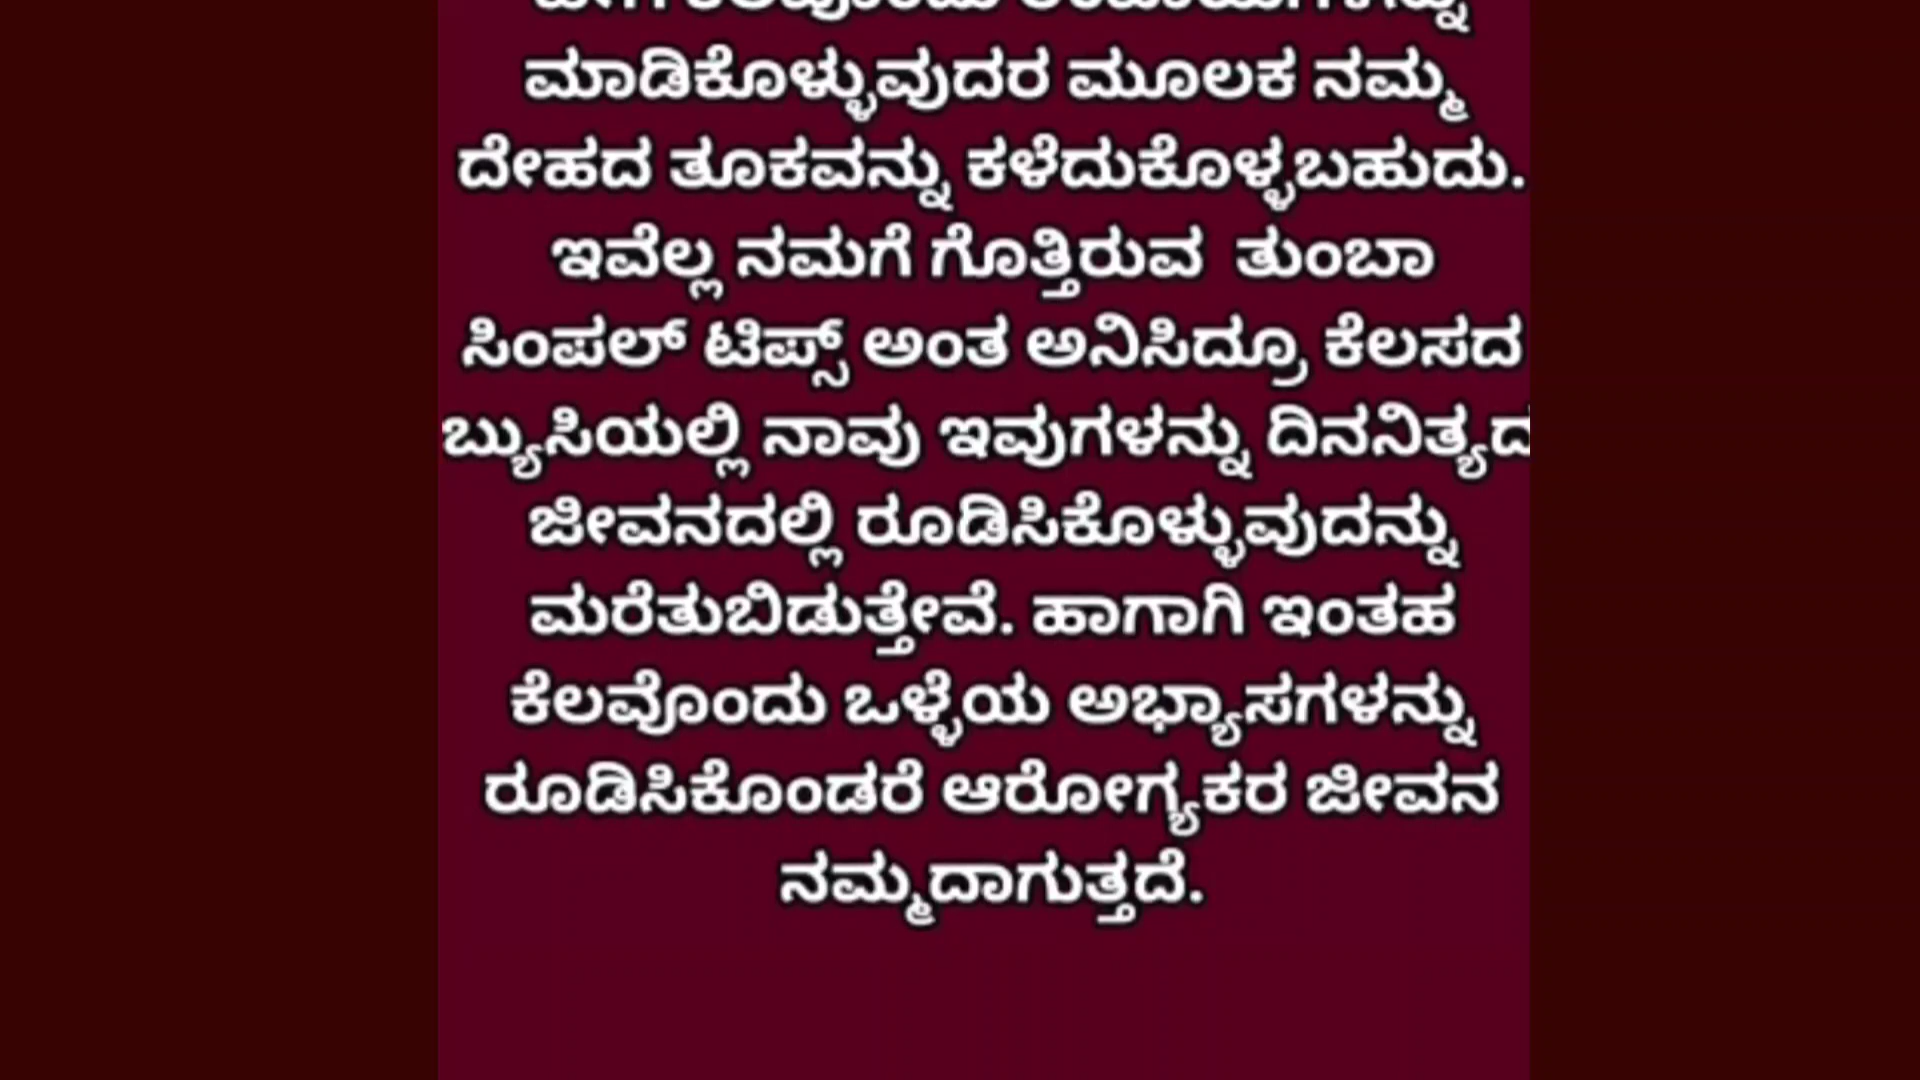 ಮಾಡಿಕೊಳ್ಳುವುದರ ಮೂಲಕ ನಮ್ಮ
ದೇಹದ ತೂಕವನ್ನು ಕಳೆದುಕೊಳ್ಳಬಹುದು.
ಇವೆಲ್ಲ ನಮಗೆ ಗೊತ್ತಿರುವ ತುಂಬಾ
ಸಿಂಪಲ್ ಟಿಪ್ಸ್ ಅಂತ ಅನಿಸಿದ್ರೂ ಕೆಲಸದ
ಬ್ಯುಸಿಯಲ್ಲಿ ನಾವು ಇವುಗಳನ್ನು ದಿನನಿತ್ಯದ
ಜೀವನದಲ್ಲಿ ರೂಡಿಸಿಕೊಳ್ಳುವುದನ್ನು
ಮರೆತುಬಿಡುತ್ತೇವೆ. ಹಾಗಾಗಿ ಇಂತಹ
ಕೆಲವೊಂದು ಒಳ್ಳೆಯ ಅಭ್ಯಾಸಗಳನ್ನು
ರೂಡಿಸಿಕೊಂಡರೆ ಆರೋಗ್ಯಕರ ಜೀವನ
ನಮ್ಮದಾಗುತ್ತದೆ.